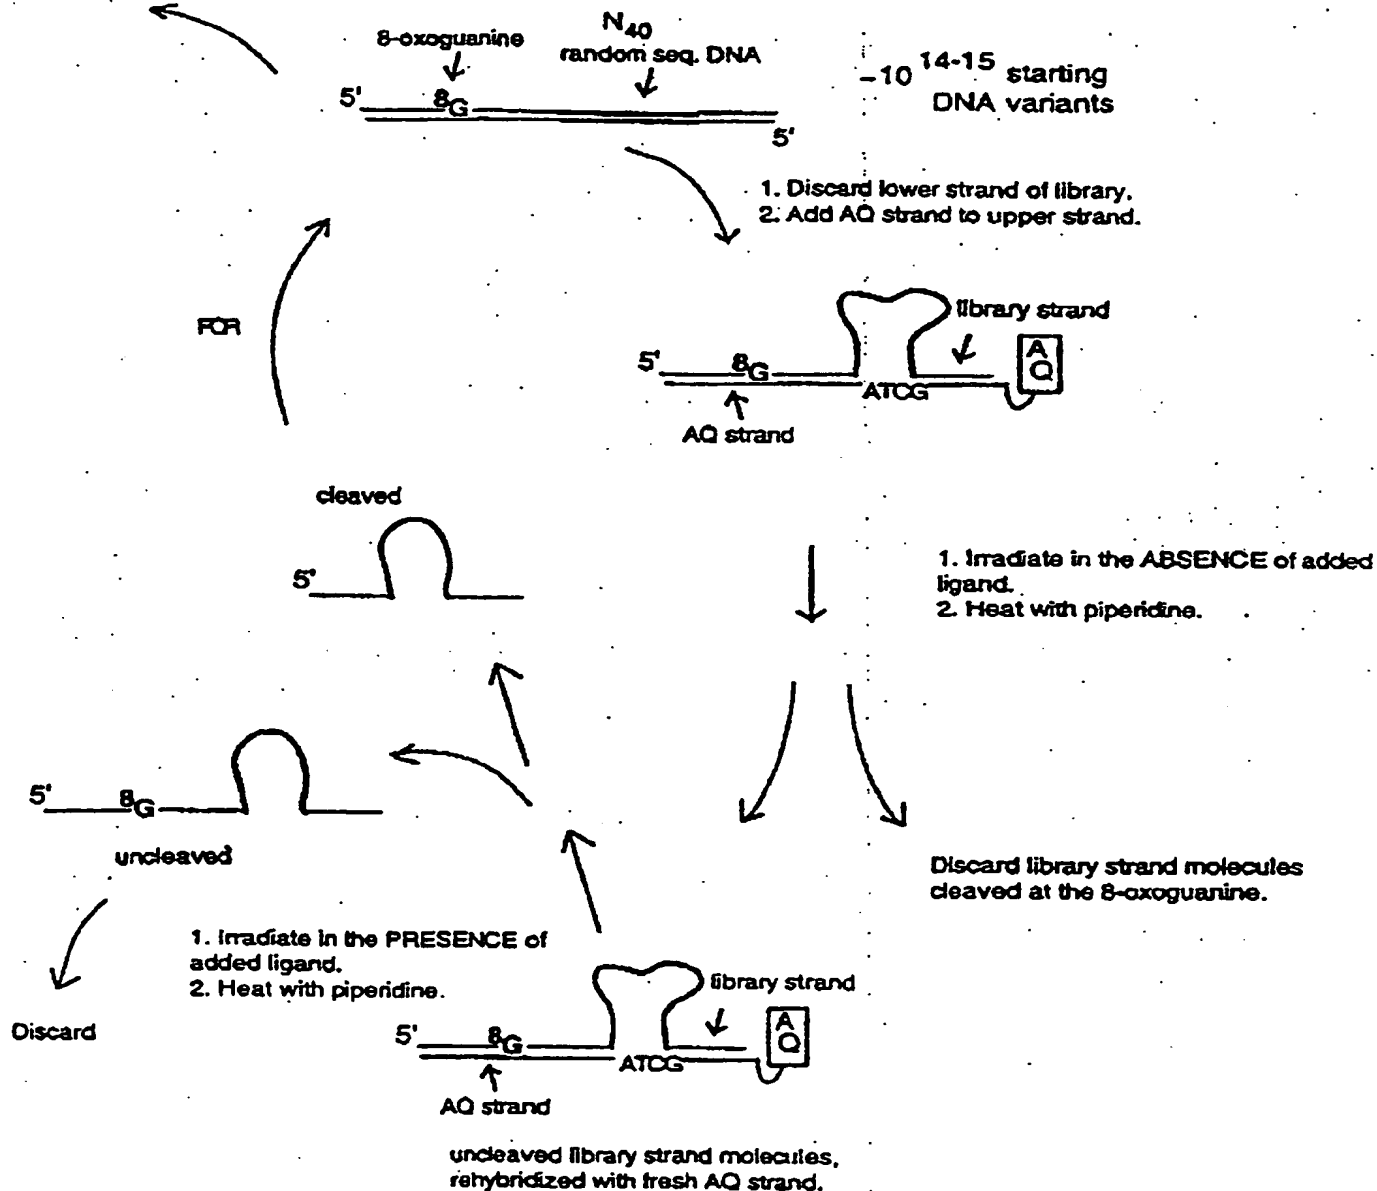 8-oxoguanine
N40
random seq. DNA
~10 14-15 starting
DNA variants
5'
8G
5'
1. Discard lower strand of library.
2. Add AQ strand to upper strand.
library strand
5'
8G
ATCG
A
Q
AQ strand
PCR
cleaved
5'
1. Irradiate in the ABSENCE of added
ligand.
2. Heat with piperidine.
5'
8G
uncleaved
Discard library strand molecules
cleaved at the 8-oxoguanine.
1. Irradiate in the PRESENCE of
added ligand.
2. Heat with piperidine.
Discard
library strand
5'
8G
ATCG
A
Q
AQ strand
uncleaved library strand molecules,
rehybridized with fresh AQ strand.